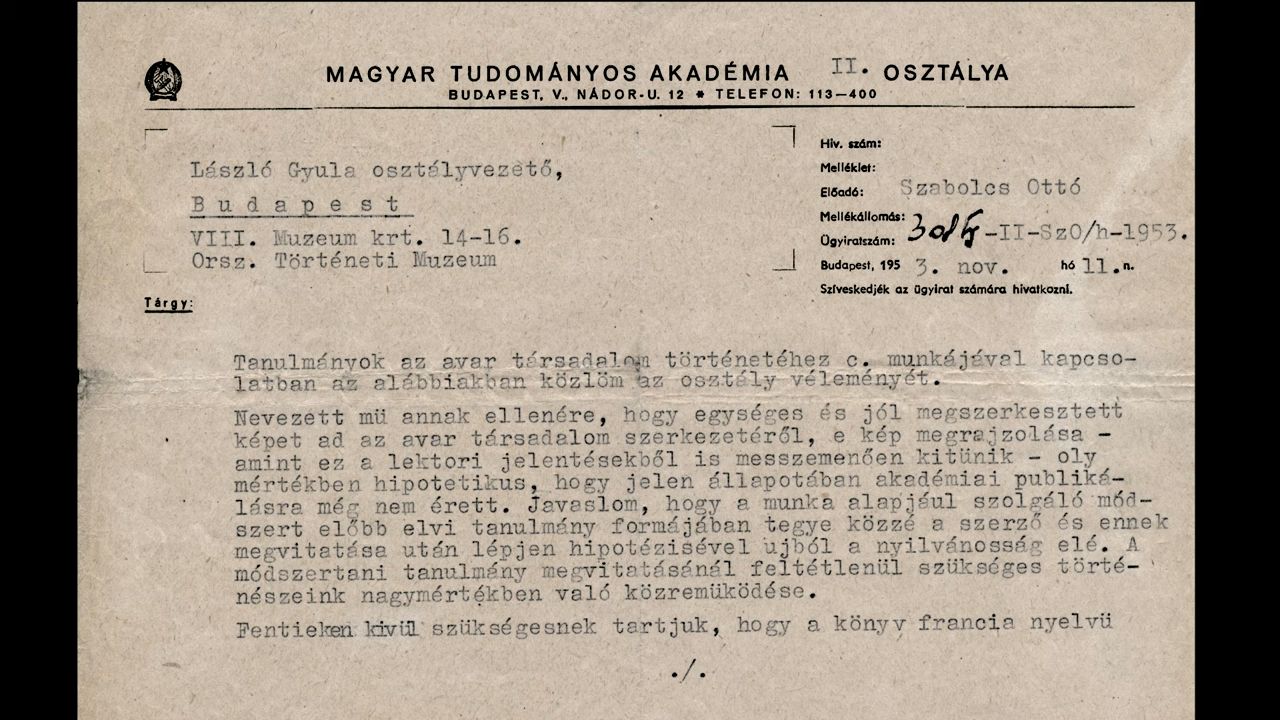 MAGYAR TUDOMÁNYOS AKADÉMIA II. OSZTÁLYA
BUDAPEST, V., NÁDOR-U. 12 * TELEFON: 113—400
László Gyula osztályvezető,
Budapest
VIII. Muzeum krt. 14-16.
Orsz. Történeti Muzeum
Hiv. szám:
Melléklet:
Előadó: Szabolcs Ottó
Mellékállomás:
Ügyiratszám: -II-SzO/h-1953.
Budapest, 195 3. nov. hó 11.n.
Szíveskedjék az ügyirat számára hivatkozni.
Tárgy:
Tanulmányok az avar társadalom történetéhez c. munkájával kapcso-
latban az alábbiakban közlöm az osztály véleményét.
Nevezett mü annak ellenére, hogy egységes és jól megszerkesztett
képet ad az avar társadalom szerkezetéről, e kép megrajzolása -
amint ez a lektori jelentésekből is messzemenően kitünik - oly
mértékben hipotetikus, hogy jelen állapotában akadémiai publiká-
lásra még nem érett. Javaslom, hogy a munka alapjául szolgáló mód-
szert előbb elvi tanulmány formájában tegye közzé a szerző és ennek
megvitatása után lépjen hipotézisével ujból a nyilvánosság elé. A
módszertani tanulmány megvitatásánál feltétlenül szükséges törté-
nészeink nagymértékben való közremüködése.
Fentieken kivül szükségesnek tartjuk, hogy a könyv francia nyelvü
./.